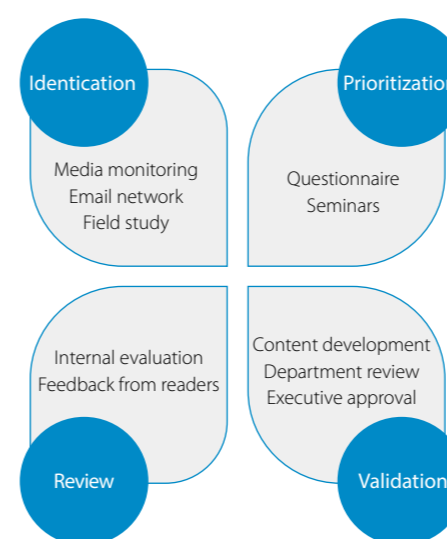 Identication
Media monitoring
Email network
Field study
Prioritization
Questionnaire
Seminars
Internal evaluation
Feedback from readers
Review
Content development
Department review
Executive approval
Validation